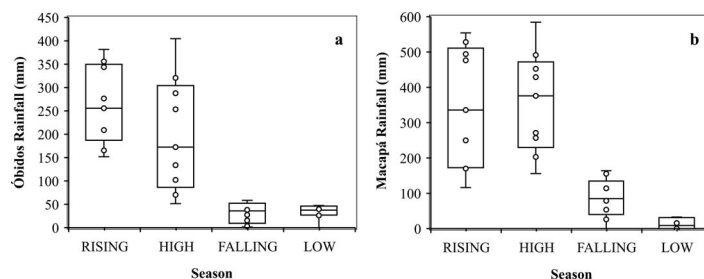 a
Óbidos Rainfall (mm)
450
400
350
300
250
200
150
100
50
0
RISING HIGH FALLING LOW
Season
b
Macapá Rainfall (mm)
600
500
400
300
200
100
0
RISING HIGH FALLING LOW
Season